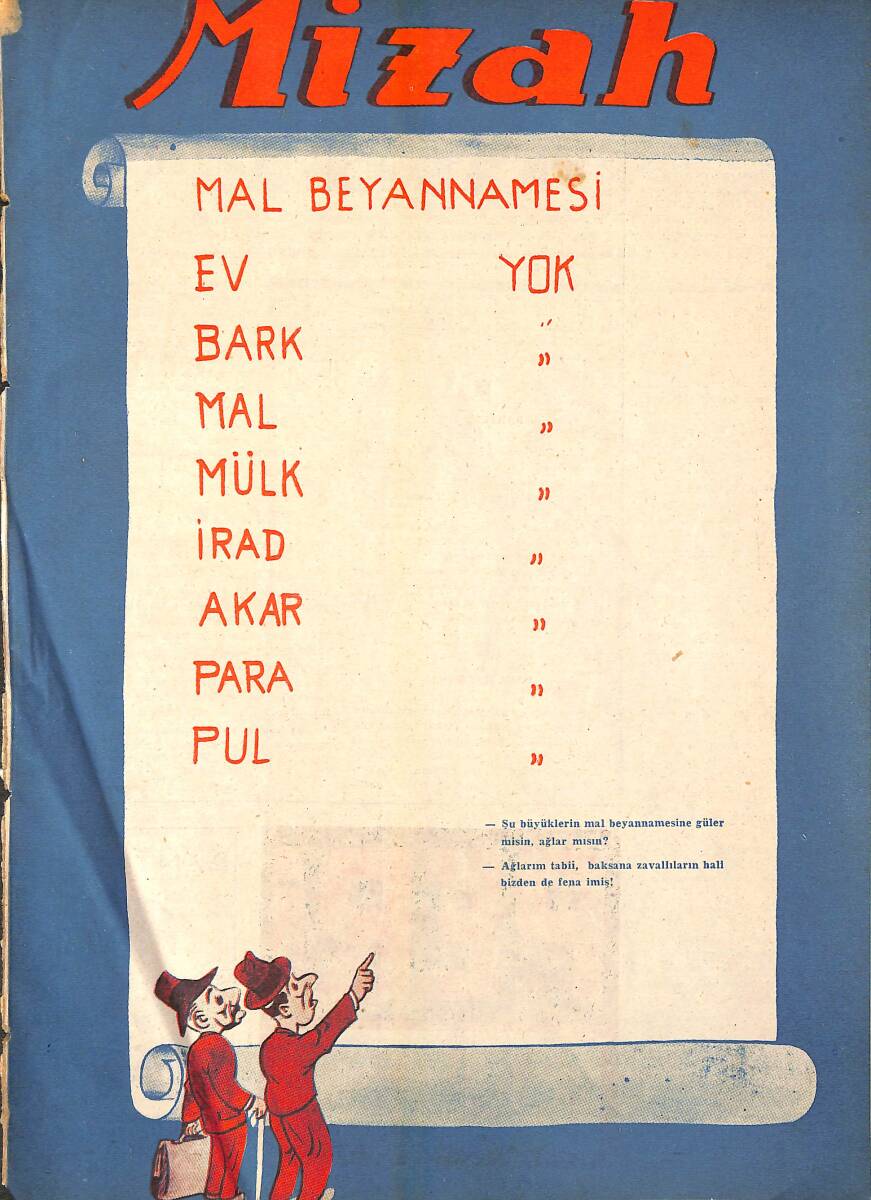 Mizah
MAL BEYANNAMESİ
EV YOK
BARK „
MAL „
MÜLK „
İRAD „
AKAR „
PARA „
PUL „
— Şu büyüklerin mal beyannamesine güler
misin, ağlar mısın?
— Ağlarım tabii, baksana zavallıların hali
bizden de fena imiş!